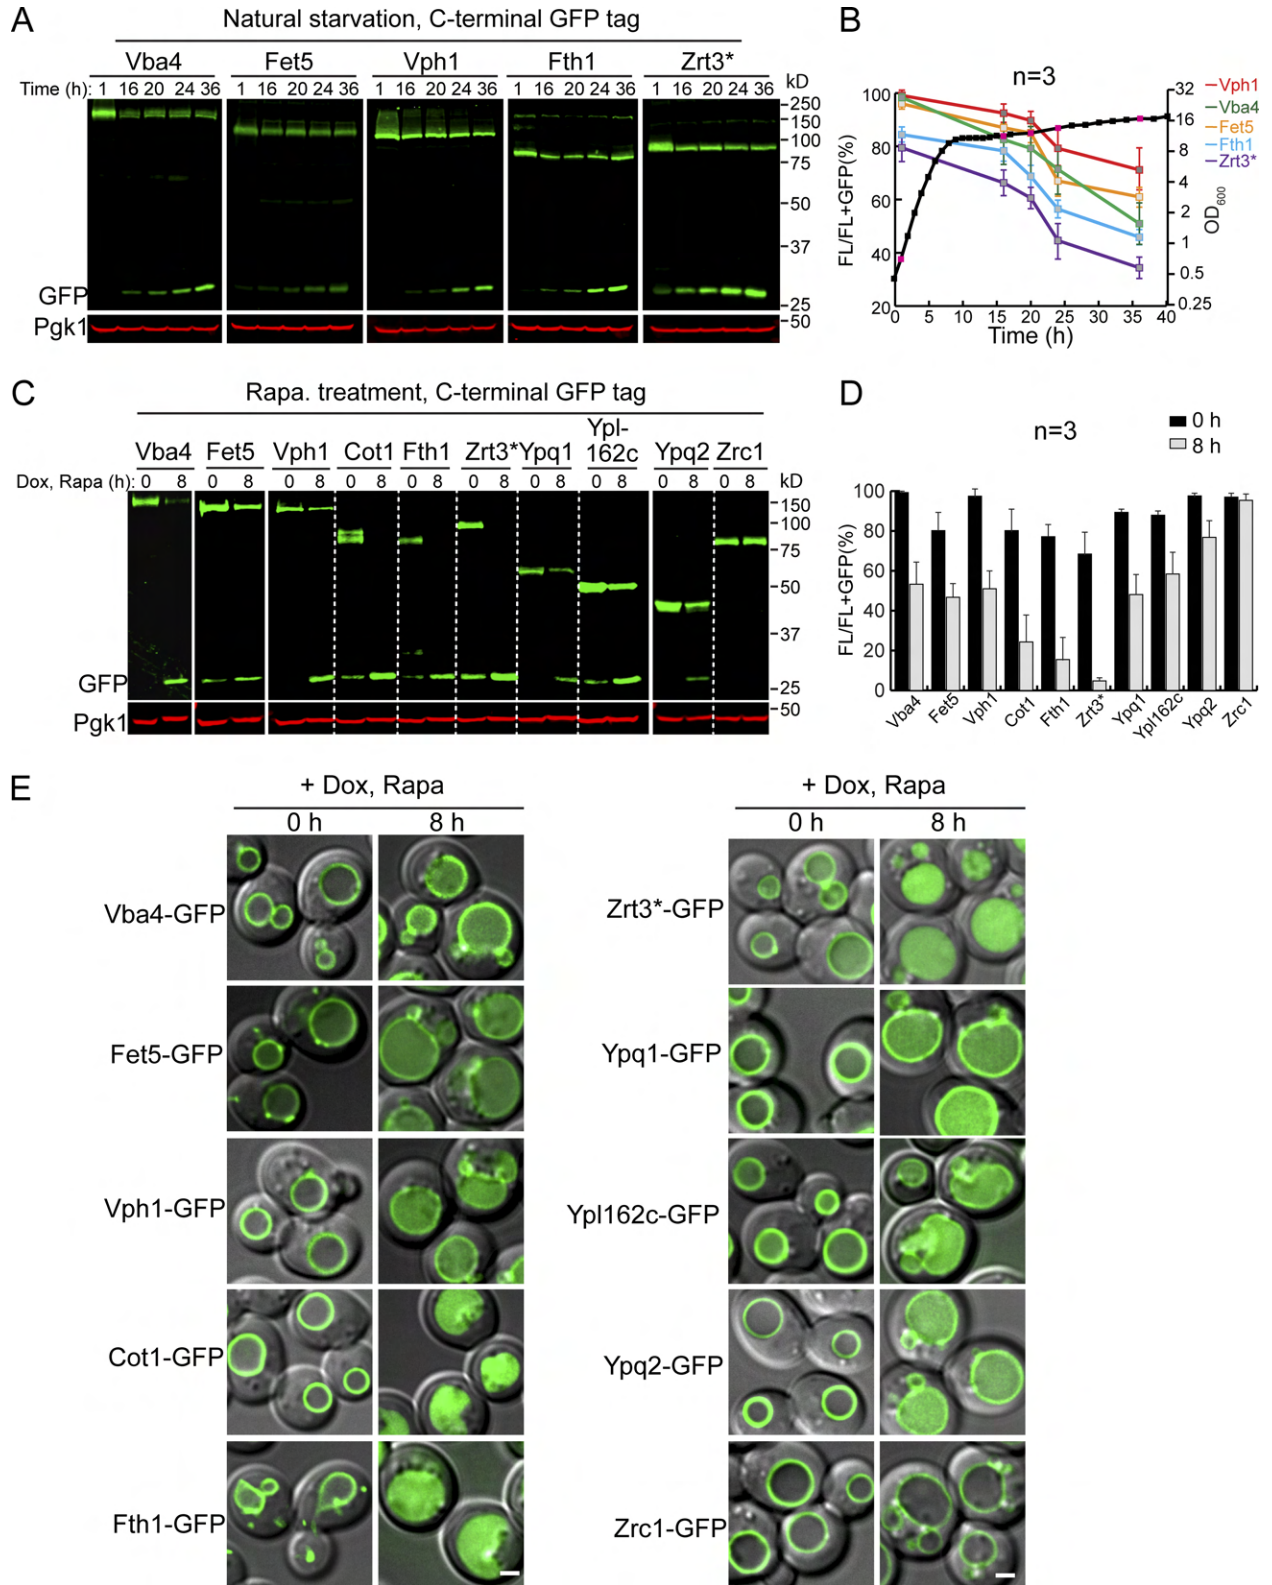 A
Natural starvation, C-terminal GFP tag
Vba4 Fet5 Vph1 Fth1 Zrt3*
Time (h): 1 16 20 24 36 1 16 20 24 36 1 16 20 24 36 1 16 20 24 36 1 16 20 24 36 kD
250
150
100
75
50
37
GFP
25
Pgk1
50
B
n=3
FL/FL+GFP(%)
100
80
60
40
20
0 5 10 15 20 25 30 35 40
Time (h)
32
16
8
4
2
1
0.5
0.25
OD600
Vph1
Vba4
Fet5
Fth1
Zrt3*
C
Rapa. treatment, C-terminal GFP tag
Vba4 Fet5 Vph1 Cot1 Fth1 Zrt3* Ypq1 Ypl-162c Ypq2 Zrc1
Dox, Rapa (h): 0 8 0 8 0 8 0 8 0 8 0 8 0 8 0 8 0 8 0 8 kD
150
100
75
50
37
GFP
25
Pgk1
50
D
n=3
0 h
8 h
FL/FL+GFP(%)
100
80
60
40
20
0
Vba4 Fet5 Vph1 Cot1 Fth1 Zrt3* Ypq1 Ypl162c Ypq2 Zrc1
E
+ Dox, Rapa
0 h 8 h
Vba4-GFP
Fet5-GFP
Vph1-GFP
Cot1-GFP
Fth1-GFP
+ Dox, Rapa
0 h 8 h
Zrt3*-GFP
Ypq1-GFP
Ypl162c-GFP
Ypq2-GFP
Zrc1-GFP